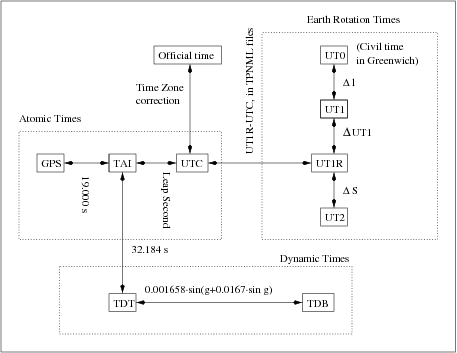 Earth Rotation Times
Official time
UT0
(Civil time
in Greenwich)
Time Zone
correction
UT1R-UTC, in TPNML files
Δ1
UT1
Atomic Times
ΔUT1
GPS
TAI
UTC
UT1R
19.000 s
Leap Second
ΔS
UT2
32.184 s
Dynamic Times
0.001658·sin(g+0.0167·sin g)
TDT
TDB